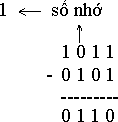 1 ← số nhớ
↑
1 0 1 1
- 0 1 0 1
---------
0 1 1 0